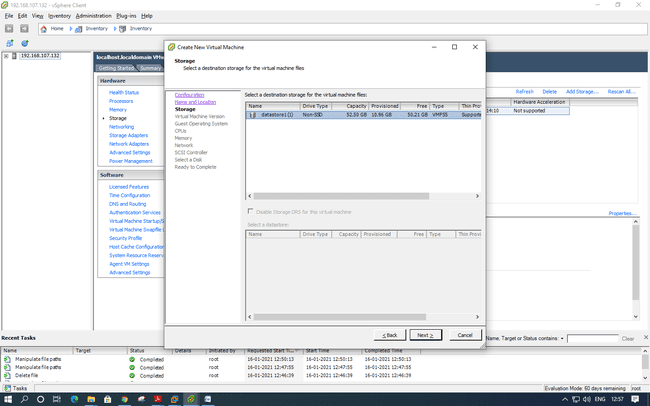 192.168.107.132 - vSphere Client
File Edit View Inventory Administration Plug-ins Help
Home Inventory Inventory
192.168.107.132
localhost.localdomain VMw
Getting Started Summary
Hardware
Health Status
Processors
Memory
Storage
Networking
Storage Adapters
Network Adapters
Advanced Settings
Power Management
Software
Licensed Features
Time Configuration
DNS and Routing
Authentication Services
Virtual Machine Startup/S
Virtual Machine Swapfile
Security Profile
Host Cache Configuration
System Resource Reserva
Agent VM Settings
Advanced Settings
Create New Virtual Machine
Storage
Select a destination storage for the virtual machine files
Configuration
Name and Location
Storage
Virtual Machine Version
Guest Operating System
CPUs
Memory
Network
SCSI Controller
Select a Disk
Ready to Complete
Select a destination storage for the virtual machine files:
Name Drive Type Capacity Provisioned Free Type Thin Provi
datastore1 (1) Non-SSD 52.50 GB 10.96 GB 50.21 GB VMFS5 Supporte
Disable Storage DRS for this virtual machine
Select a datastore:
Name Drive Type Capacity Provisioned Free Type Thin Provi
< Back Next > Cancel
Refresh Delete Add Storage... Rescan All...
Hardware Acceleration
14:10 Not supported
Properties...
Recent Tasks
Name, Target or Status contains: Clear
Name Target Status Details Initiated by Requested Start Ti... Start Time Completed Time
Manipulate file paths Completed root 16-01-2021 12:50:13 16-01-2021 12:50:13 16-01-2021 12:50:13
Manipulate file paths Completed root 16-01-2021 12:47:55 16-01-2021 12:47:55 16-01-2021 12:47:55
Delete file Completed root 16-01-2021 12:46:39 16-01-2021 12:46:39 16-01-2021 12:46:39
Tasks Evaluation Mode: 60 days remaining root
ENG 12:57